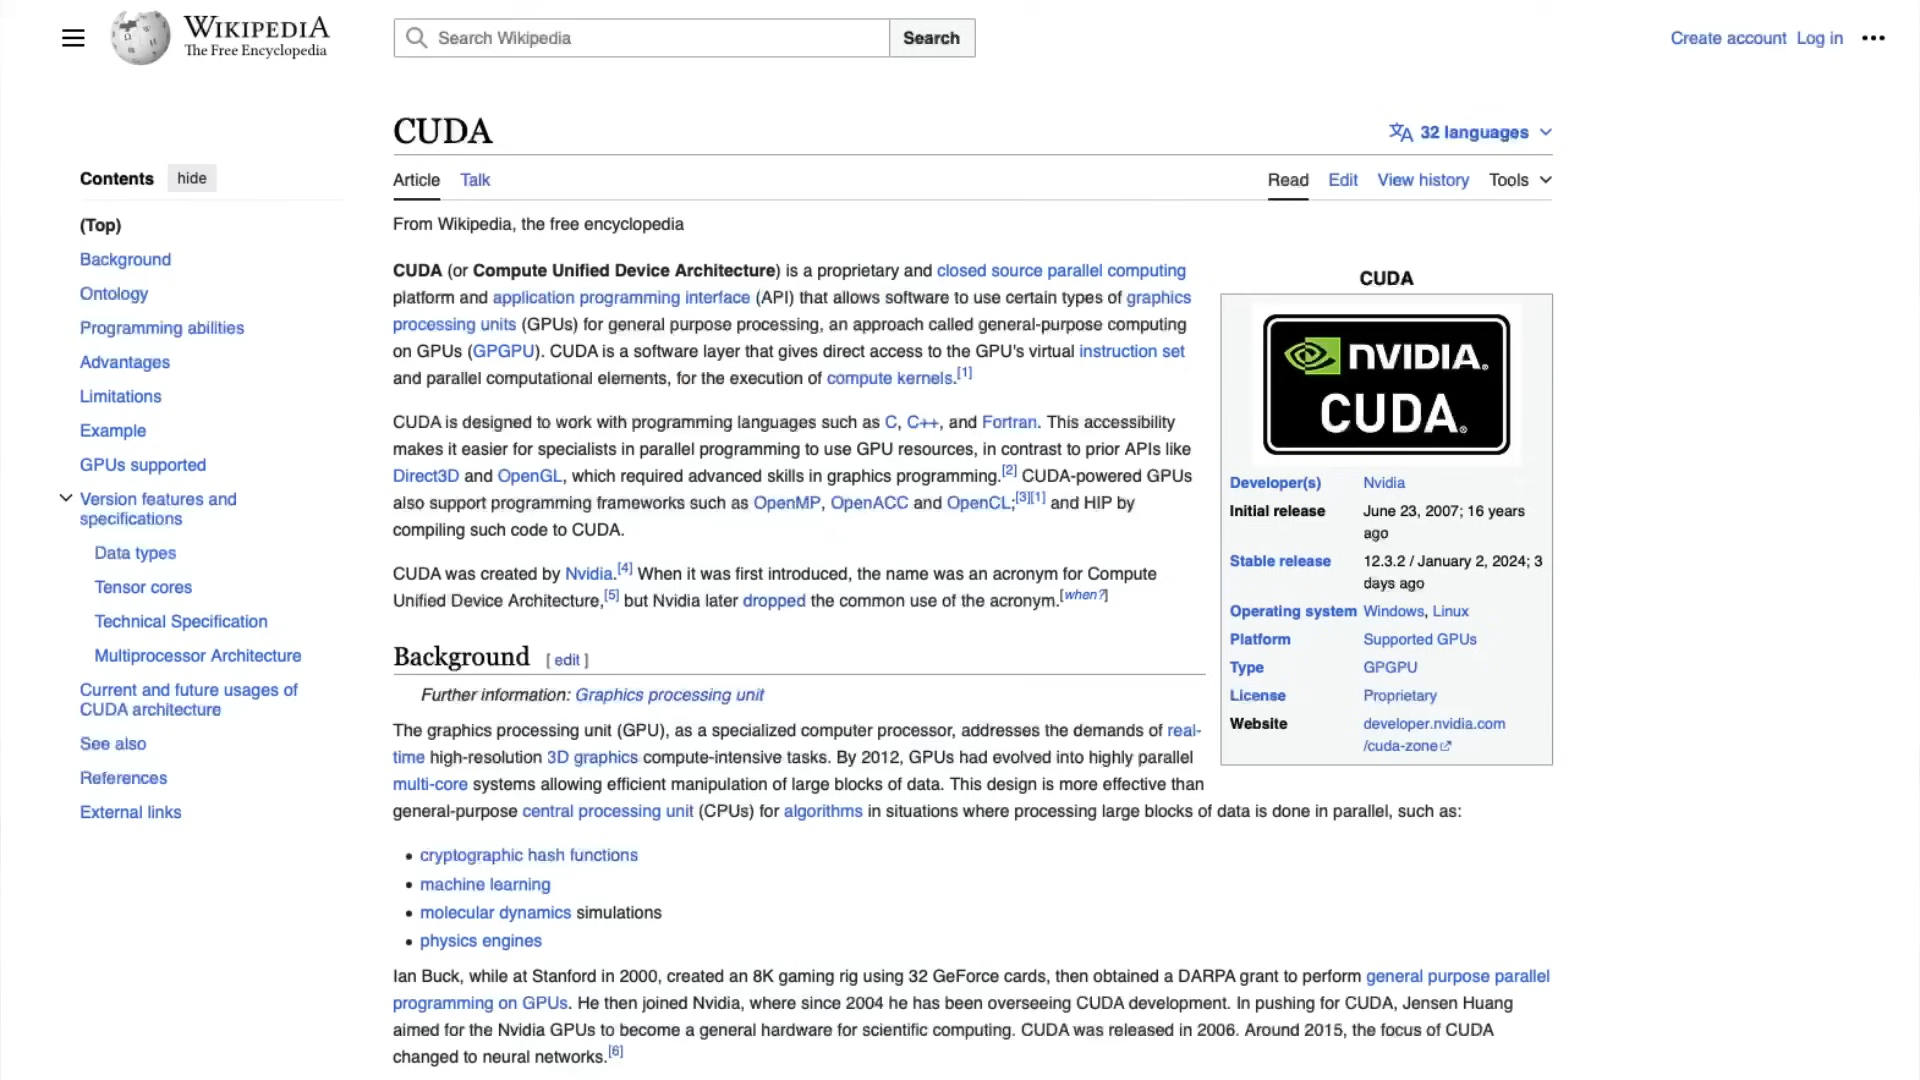 WIKIPEDIA
The Free Encyclopedia
Search Wikipedia
Search
Create account Log in
CUDA
32 languages
Contents hide
Article Talk
Read Edit View history Tools
(Top)
Background
Ontology
Programming abilities
Advantages
Limitations
Example
GPUs supported
Version features and
specifications
Data types
Tensor cores
Technical Specification
Multiprocessor Architecture
Current and future usages of
CUDA architecture
See also
References
External links
From Wikipedia, the free encyclopedia
CUDA (or Compute Unified Device Architecture) is a proprietary and closed source parallel computing
platform and application programming interface (API) that allows software to use certain types of graphics
processing units (GPUs) for general purpose processing, an approach called general-purpose computing
on GPUs (GPGPU). CUDA is a software layer that gives direct access to the GPU's virtual instruction set
and parallel computational elements, for the execution of compute kernels.[1]
CUDA is designed to work with programming languages such as C, C++, and Fortran. This accessibility
makes it easier for specialists in parallel programming to use GPU resources, in contrast to prior APIs like
Direct3D and OpenGL, which required advanced skills in graphics programming.[2] CUDA-powered GPUs
also support programming frameworks such as OpenMP, OpenACC and OpenCL;[3][1] and HIP by
compiling such code to CUDA.
CUDA was created by Nvidia.[4] When it was first introduced, the name was an acronym for Compute
Unified Device Architecture,[5] but Nvidia later dropped the common use of the acronym.[when?]
CUDA
NVIDIA.
CUDA.
Developer(s) Nvidia
Initial release June 23, 2007; 16 years
ago
Stable release 12.3.2 / January 2, 2024; 3
days ago
Operating system Windows, Linux
Platform Supported GPUs
Type GPGPU
License Proprietary
Website developer.nvidia.com
/cuda-zone
Background [ edit ]
Further information: Graphics processing unit
The graphics processing unit (GPU), as a specialized computer processor, addresses the demands of real-
time high-resolution 3D graphics compute-intensive tasks. By 2012, GPUs had evolved into highly parallel
multi-core systems allowing efficient manipulation of large blocks of data. This design is more effective than
general-purpose central processing unit (CPUs) for algorithms in situations where processing large blocks of data is done in parallel, such as:
• cryptographic hash functions
• machine learning
• molecular dynamics simulations
• physics engines
Ian Buck, while at Stanford in 2000, created an 8K gaming rig using 32 GeForce cards, then obtained a DARPA grant to perform general purpose parallel
programming on GPUs. He then joined Nvidia, where since 2004 he has been overseeing CUDA development. In pushing for CUDA, Jensen Huang
aimed for the Nvidia GPUs to become a general hardware for scientific computing. CUDA was released in 2006. Around 2015, the focus of CUDA
changed to neural networks.[6]